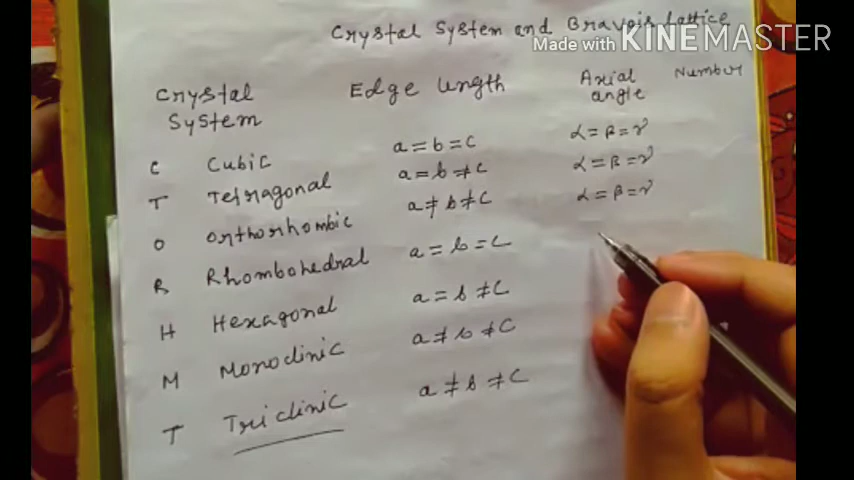 Crystal System and Bravais Lattice
Made with KINEMASTER
Crystal System Edge length Axial angle Number
C Cubic a = b = c α = β = γ
T Tetragonal a = b ≠ c α = β = γ
O Orthorhombic a ≠ b ≠ c α = β = γ
R Rhombohedral a = b = c
H Hexagonal a = b ≠ c
M Monoclinic a ≠ b ≠ c
T Triclinic a ≠ b ≠ c